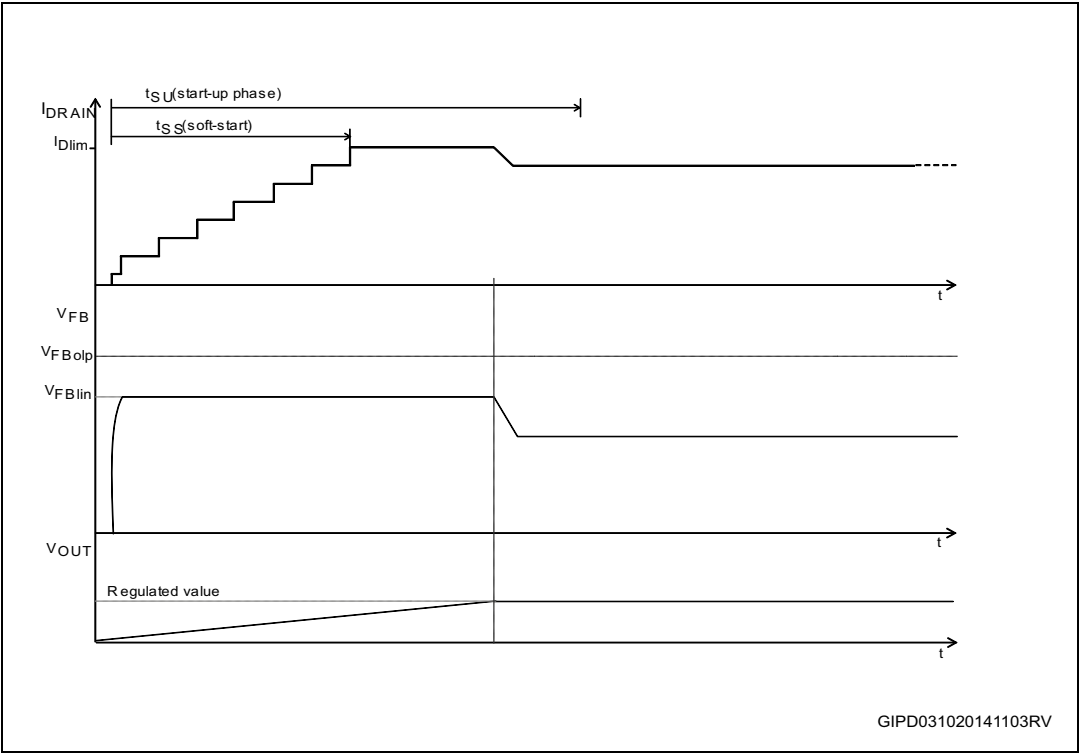 tSU(start-up phase)
IDRAIN
tSS(soft-start)
IDlim
t
VFB
VFBolp
VFBlin
t
VOUT
Regulated value
t
GIPD031020141103RV